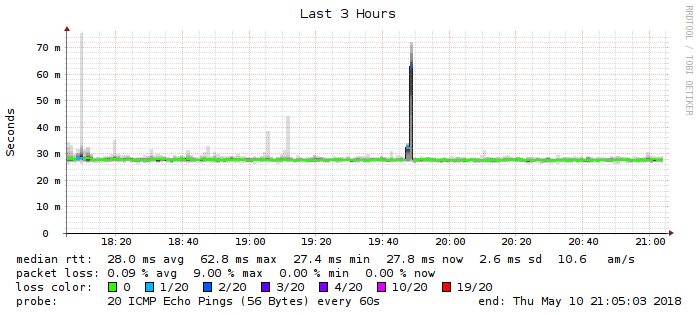 Last 3 Hours
RRDTOOL / TOBI OETIKER
Seconds
70 m
60 m
50 m
40 m
30 m
20 m
10 m
0
18:20 18:40 19:00 19:20 19:40 20:00 20:20 20:40 21:00
median rtt: 28.0 ms avg 62.8 ms max 27.4 ms min 27.8 ms now 2.6 ms sd 10.6 am/s
packet loss: 0.09 % avg 9.00 % max 0.00 % min 0.00 % now
loss color: 0 1/20 2/20 3/20 4/20 10/20 19/20
probe: 20 ICMP Echo Pings (56 Bytes) every 60s end: Thu May 10 21:05:03 2018